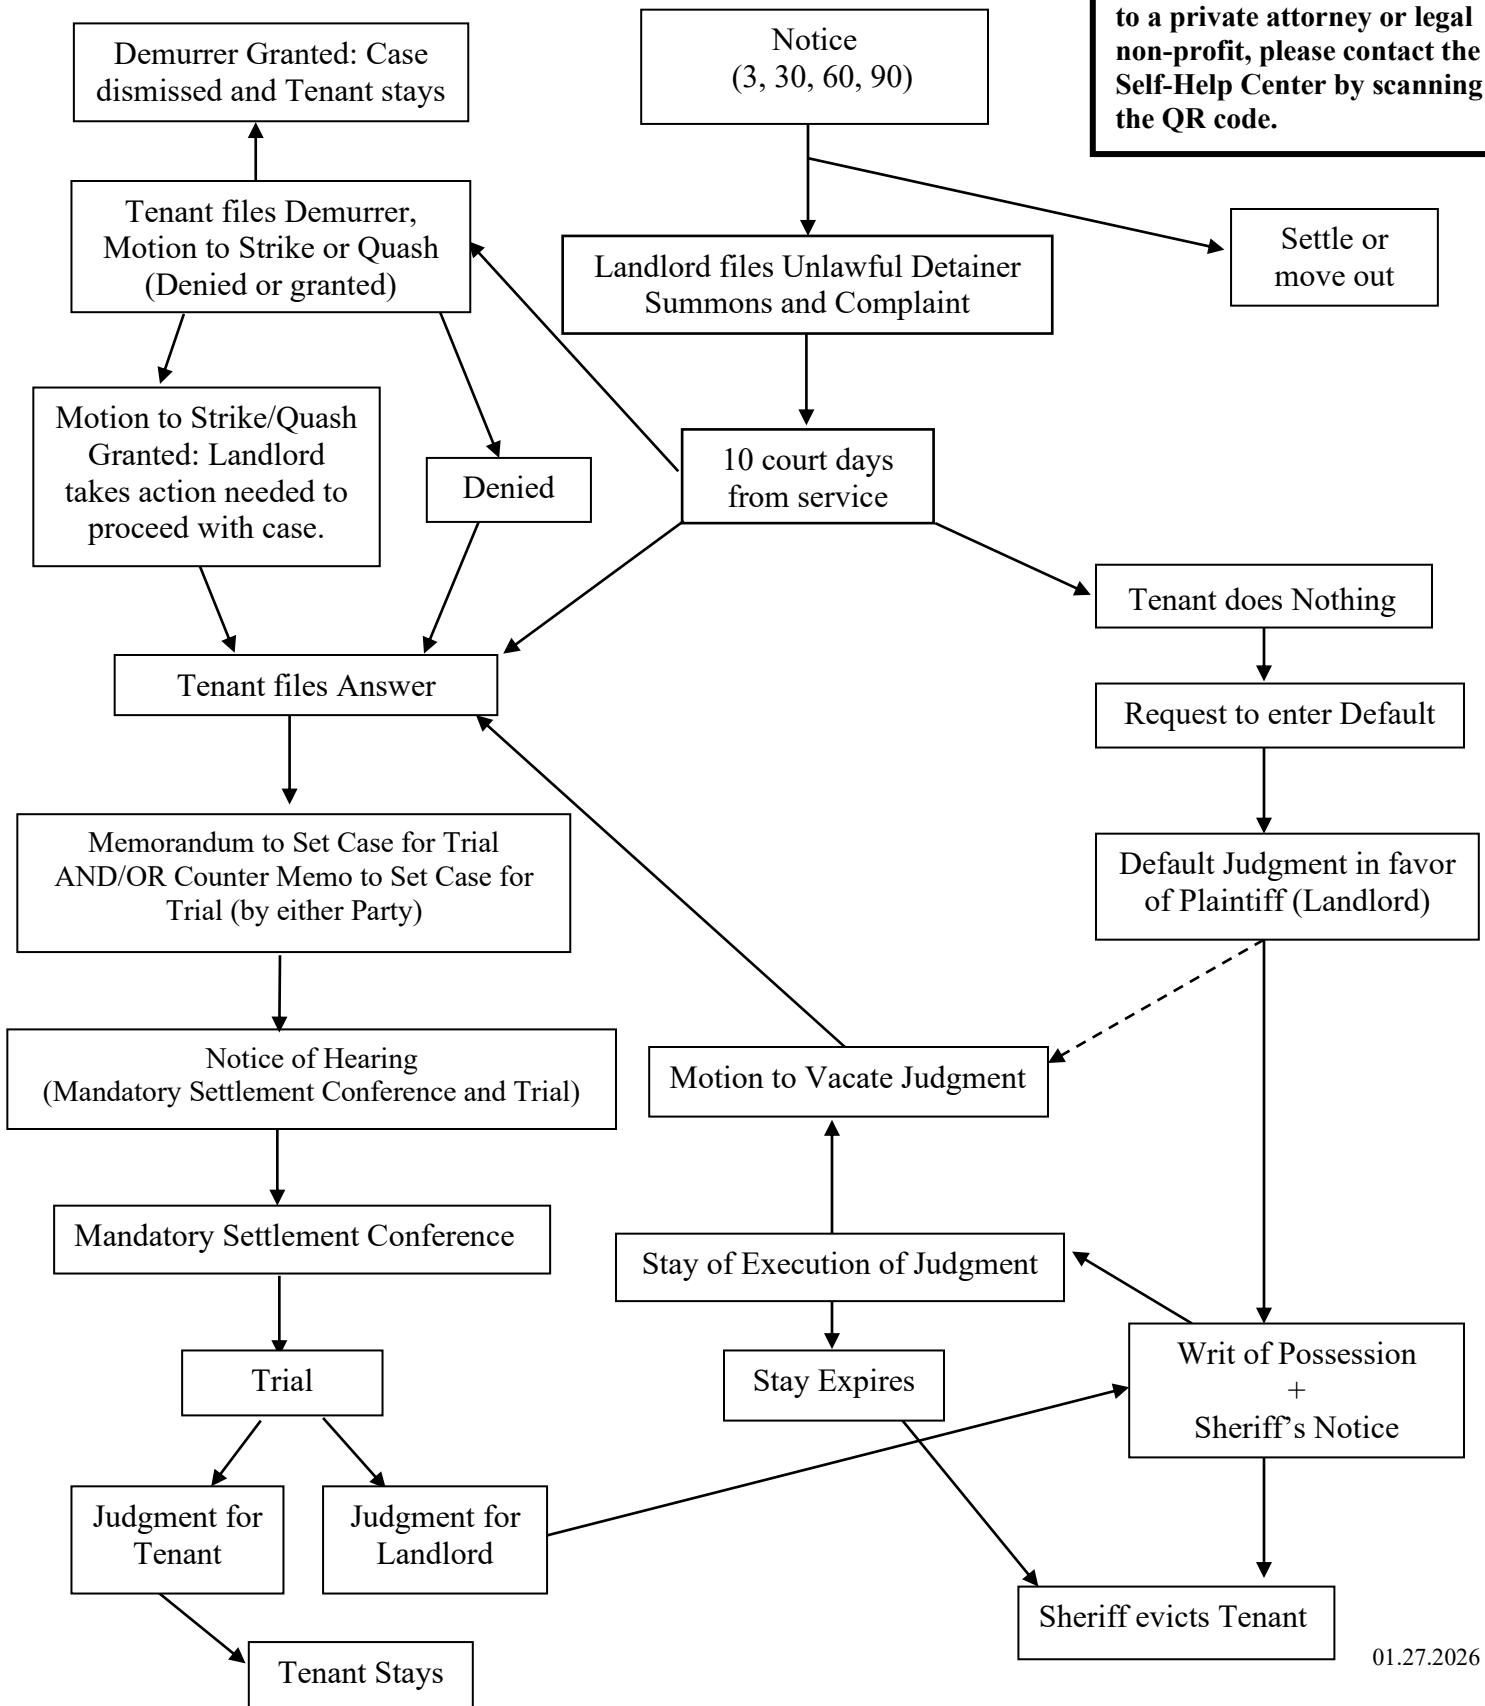 to a private attorney or legal
non-profit, please contact the
Self-Help Center by scanning
the QR code.
Demurrer Granted: Case
dismissed and Tenant stays
Notice
(3, 30, 60, 90)
Tenant files Demurrer,
Motion to Strike or Quash
(Denied or granted)
Landlord files Unlawful Detainer
Summons and Complaint
Settle or
move out
Motion to Strike/Quash
Granted: Landlord
takes action needed to
proceed with case.
Denied
10 court days
from service
Tenant does Nothing
Tenant files Answer
Request to enter Default
Memorandum to Set Case for Trial
AND/OR Counter Memo to Set Case for
Trial (by either Party)
Default Judgment in favor
of Plaintiff (Landlord)
Notice of Hearing
(Mandatory Settlement Conference and Trial)
Motion to Vacate Judgment
Mandatory Settlement Conference
Stay of Execution of Judgment
Trial
Stay Expires
Writ of Possession
+
Sheriff’s Notice
Judgment for
Tenant
Judgment for
Landlord
Sheriff evicts Tenant
Tenant Stays
01.27.2026